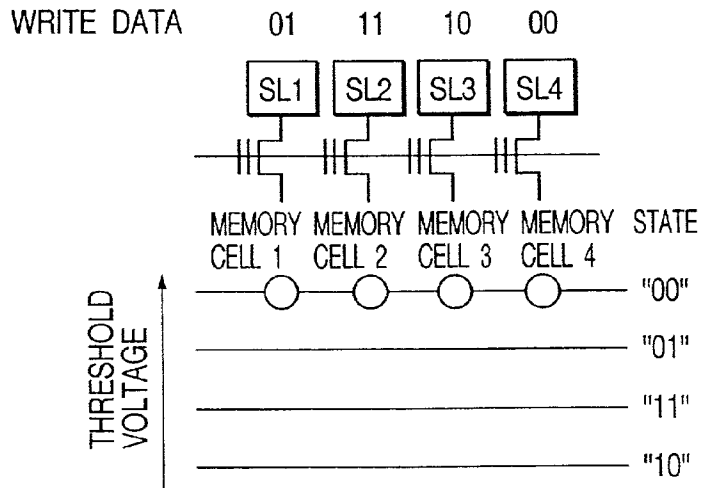 WRITE DATA 01 11 10 00
SL1 SL2 SL3 SL4
MEMORY MEMORY MEMORY MEMORY STATE
CELL 1 CELL 2 CELL 3 CELL 4
"00"
"01"
"11"
"10"
THRESHOLD
VOLTAGE